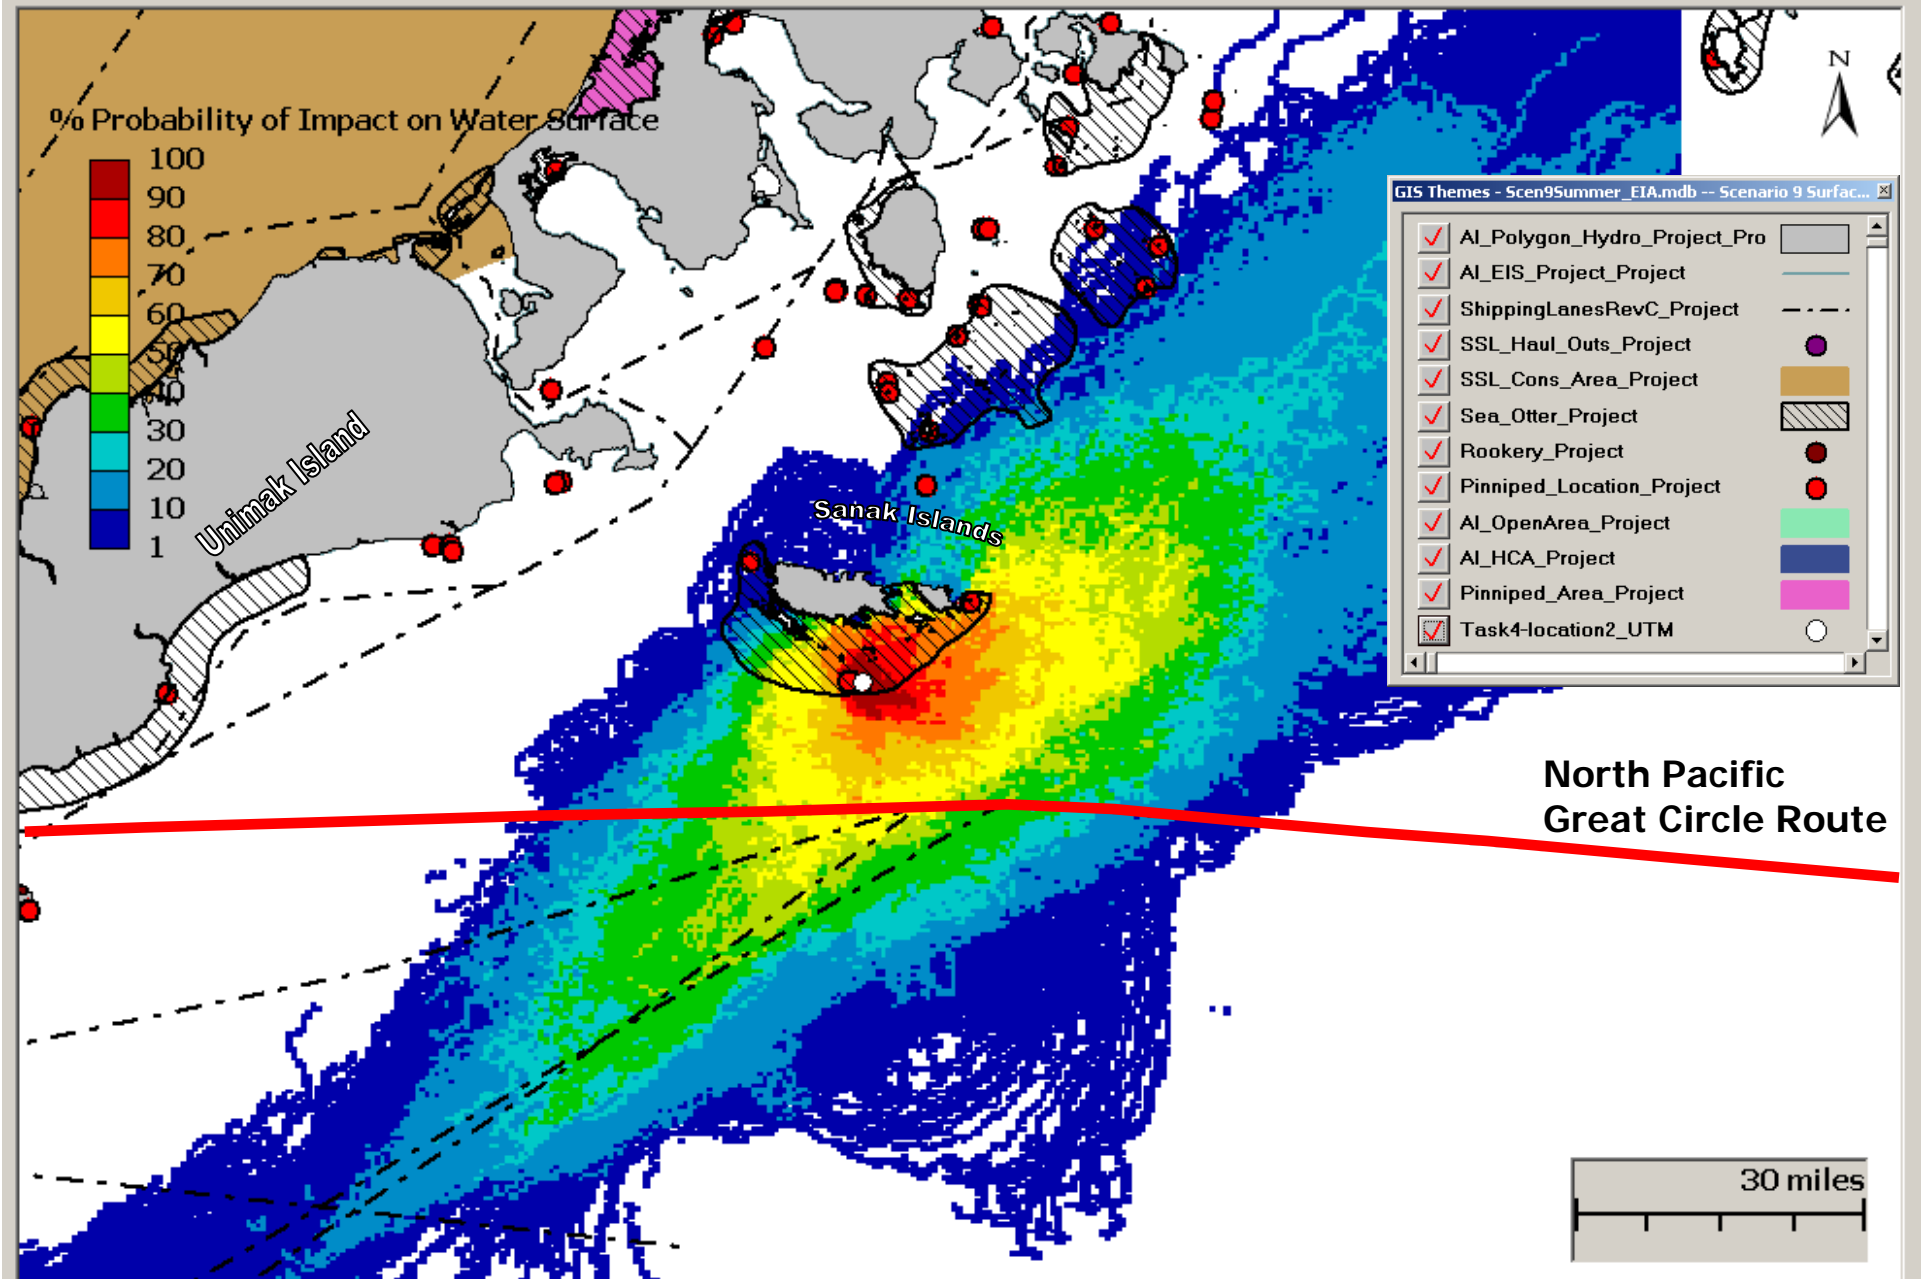 % Probability of Impact on Water Surface
100
90
80
70
60
50
40
30
20
10
1
Unimak Island
Sanak Islands
N
GIS Themes - Scen9Summer_EIA.mdb -- Scenario 9 Surfac...
AI_Polygon_Hydro_Project_Pro
AI_EIS_Project_Project
ShippingLanesRevC_Project
SSL_Haul_Outs_Project
SSL_Cons_Area_Project
Sea_Otter_Project
Rookery_Project
Pinniped_Location_Project
AI_OpenArea_Project
AI_HCA_Project
Pinniped_Area_Project
Task4-location2_UTM
North Pacific
Great Circle Route
30 miles